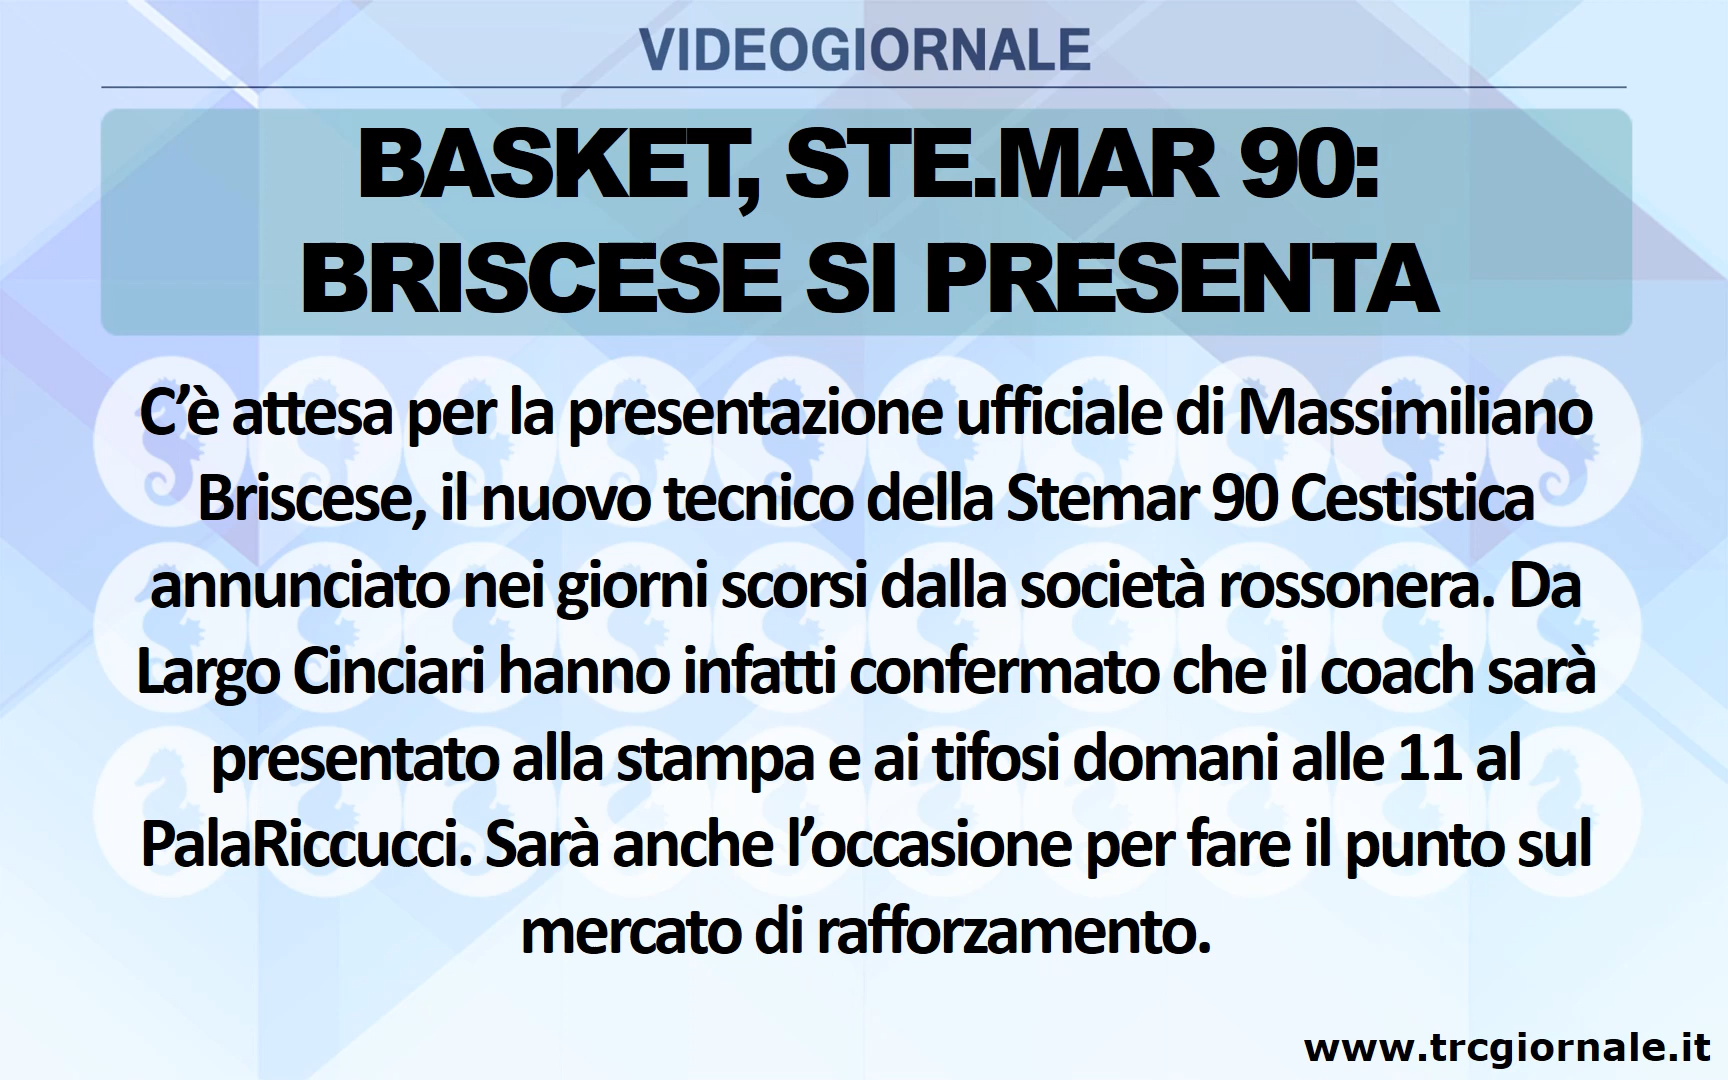 VIDEOGIORNALE
BASKET, STE.MAR 90:
BRISCESE SI PRESENTA
C’è attesa per la presentazione ufficiale di Massimiliano
Briscese, il nuovo tecnico della Stemar 90 Cestistica
annunciato nei giorni scorsi dalla società rossonera. Da
Largo Cinciari hanno infatti confermato che il coach sarà
presentato alla stampa e ai tifosi domani alle 11 al
PalaRiccucci. Sarà anche l’occasione per fare il punto sul
mercato di rafforzamento.
www.trcgiornale.it